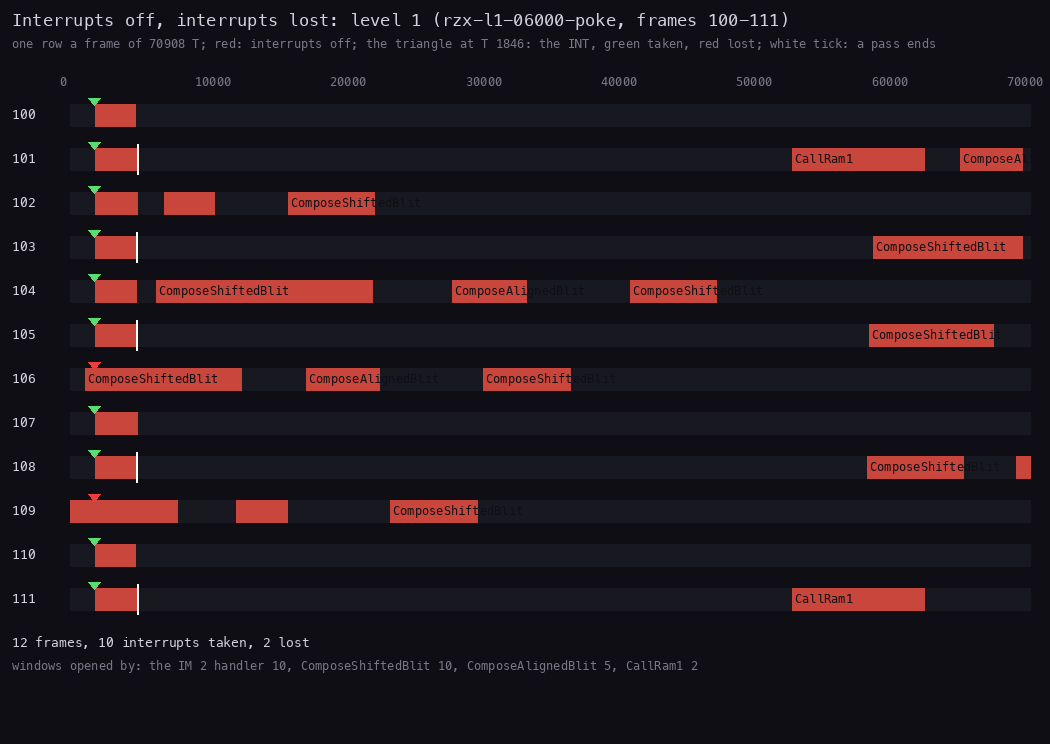 Interrupts off, interrupts lost: level 1 (rzx-l1-06000-poke, frames 100-111)
one row a frame of 70908 T; red: interrupts off; the triangle at T 1846: the INT, green taken, red lost; white tick: a pass ends
0 10000 20000 30000 40000 50000 60000 70000
100
101 CallRam1 ComposeAl
102 ComposeShiftedBlit
103 ComposeShiftedBlit
104 ComposeShiftedBlit ComposeAlignedBlit ComposeShiftedBlit
105 ComposeShiftedBlit
106 ComposeShiftedBlit ComposeAlignedBlit ComposeShiftedBlit
107
108 ComposeShiftedBlit
109 ComposeShiftedBlit
110
111 CallRam1
12 frames, 10 interrupts taken, 2 lost
windows opened by: the IM 2 handler 10, ComposeShiftedBlit 10, ComposeAlignedBlit 5, CallRam1 2